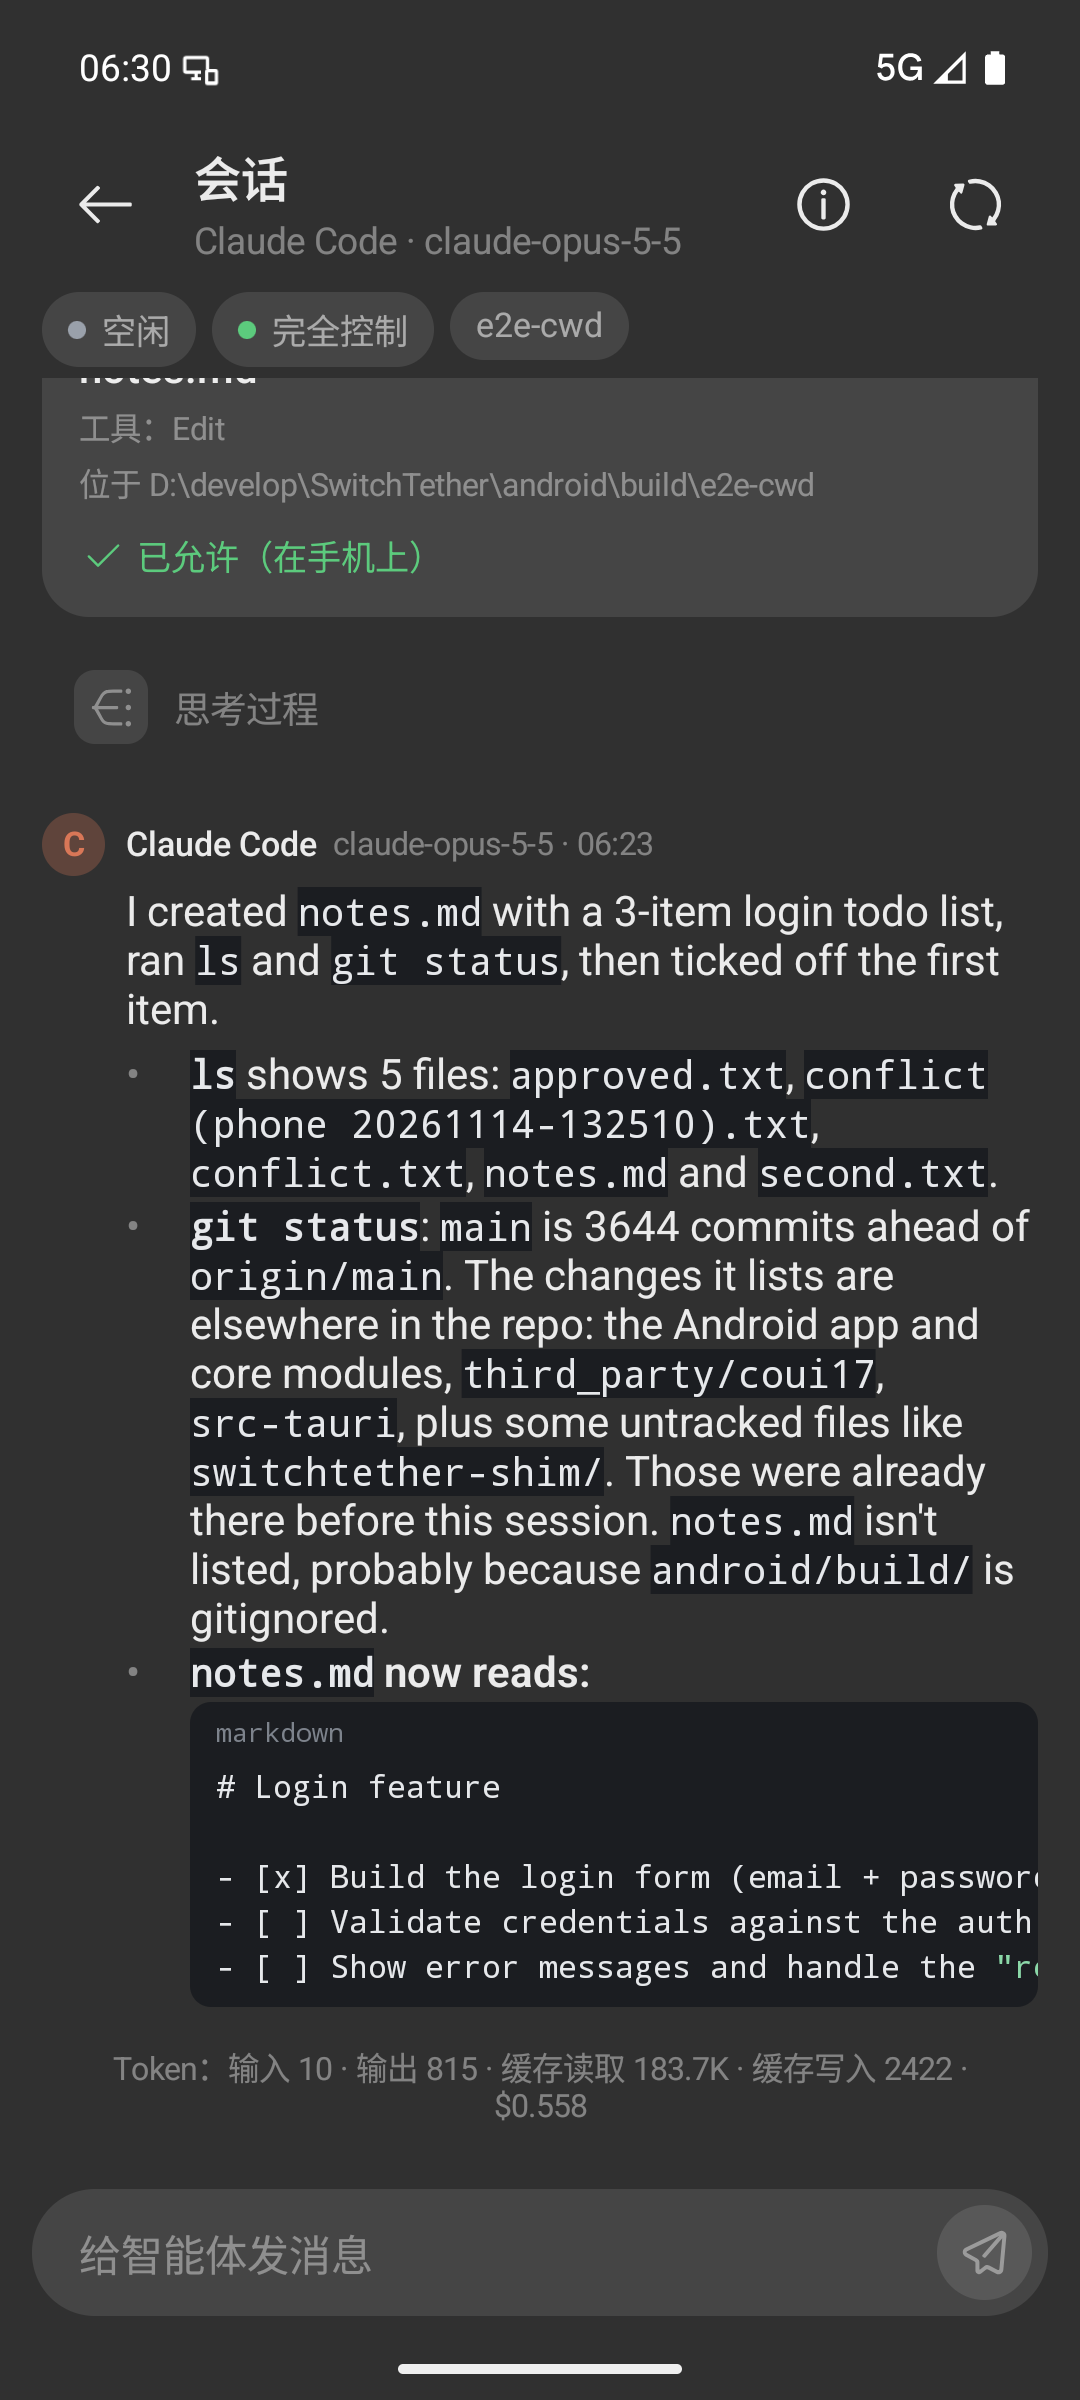 06:30
5G
会话
Claude Code · claude-opus-5-5
空闲
完全控制
e2e-cwd
notes.md
工具：Edit
位于 D:\develop\SwitchTether\android\build\e2e-cwd
已允许（在手机上）
思考过程
C
Claude Code claude-opus-5-5 · 06:23
I created notes.md with a 3-item login todo list,
ran ls and git status, then ticked off the first
item.
• ls shows 5 files: approved.txt, conflict
(phone 20261114-132510).txt,
conflict.txt, notes.md and second.txt.
• git status: main is 3644 commits ahead of
origin/main. The changes it lists are
elsewhere in the repo: the Android app and
core modules, third_party/coui17,
src-tauri, plus some untracked files like
switchtether-shim/. Those were already
there before this session. notes.md isn't
listed, probably because android/build/ is
gitignored.
• notes.md now reads:
markdown
# Login feature
- [x] Build the login form (email + passwor
- [ ] Validate credentials against the auth
- [ ] Show error messages and handle the "r
Token：输入 10 · 输出 815 · 缓存读取 183.7K · 缓存写入 2422 ·
$0.558
给智能体发消息